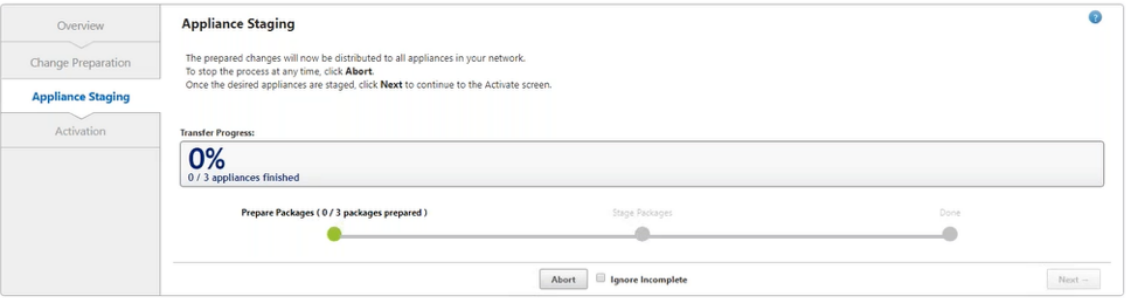 Overview
Change Preparation
Appliance Staging
Activation
Appliance Staging
?
The prepared changes will now be distributed to all appliances in your network.
To stop the process at any time, click Abort.
Once the desired appliances are staged, click Next to continue to the Activate screen.
Transfer Progress:
0%
0 / 3 appliances finished
Prepare Packages ( 0 / 3 packages prepared )
Stage Packages
Done
Abort
Ignore Incomplete
Next →